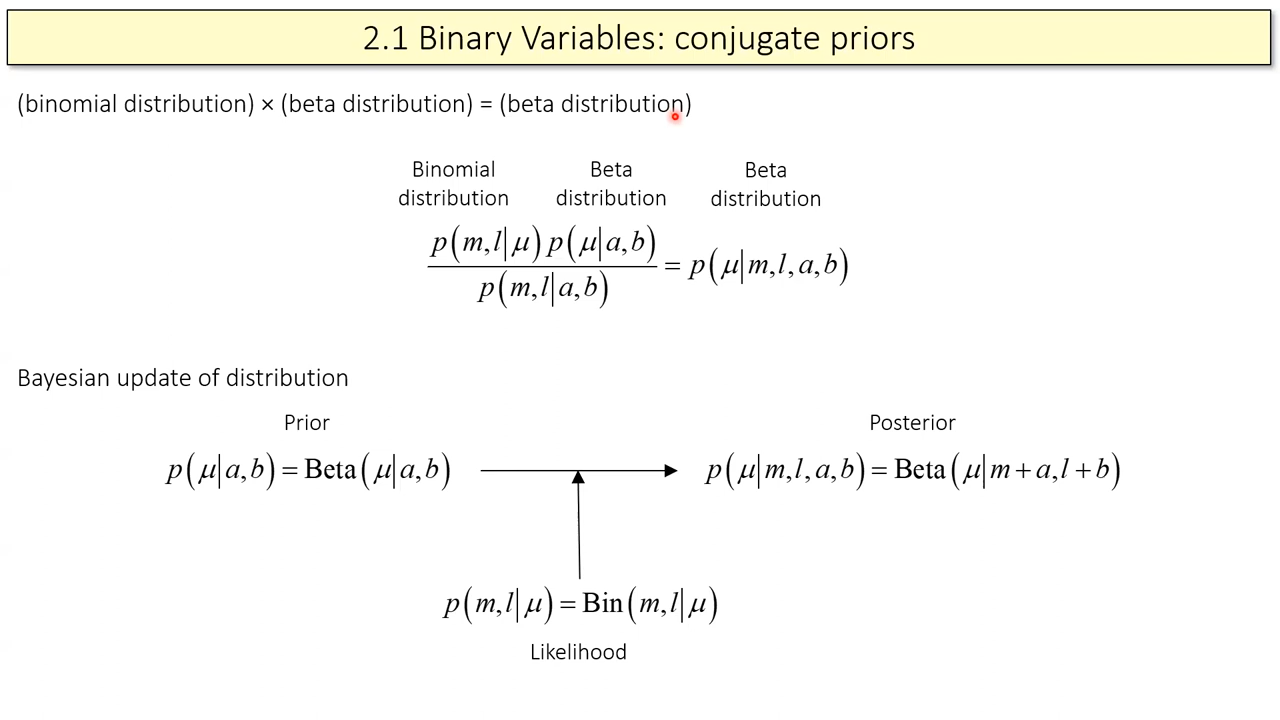 2.1 Binary Variables: conjugate priors
(binomial distribution) × (beta distribution) = (beta distribution)
Binomial distribution
Beta distribution
Beta distribution
p(m,l|μ) p(μ|a,b)
p(m,l|a,b)
= p(μ|m,l,a,b)
Bayesian update of distribution
Prior
Posterior
p(μ|a,b) = Beta(μ|a,b)
p(μ|m,l,a,b) = Beta(μ|m+a,l+b)
p(m,l|μ) = Bin(m,l|μ)
Likelihood